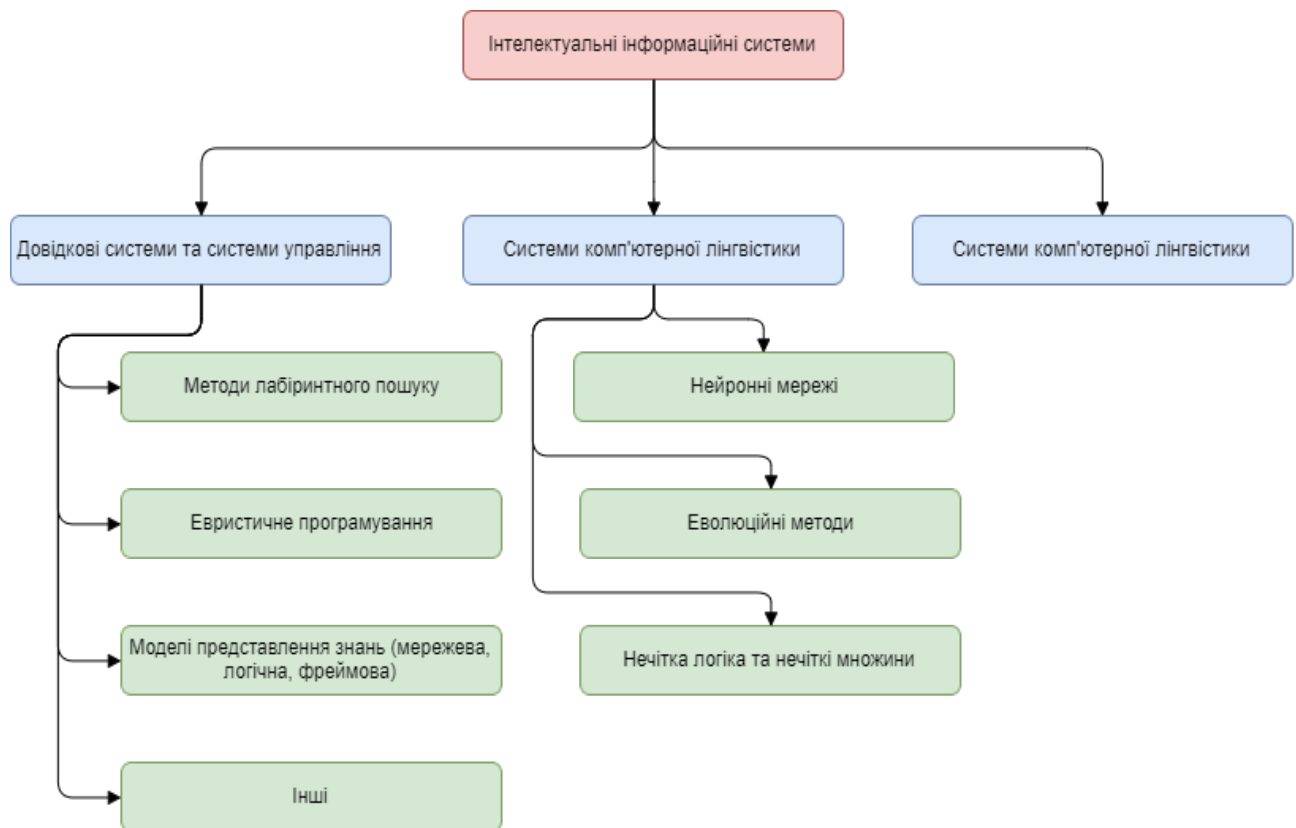 Інтелектуальні інформаційні системи
Довідкові системи та системи управління
Системи комп'ютерної лінгвістики
Системи комп'ютерної лінгвістики
Методи лабіринтного пошуку
Нейронні мережі
Евристичне програмування
Еволюційні методи
Моделі представлення знань (мережева,
логічна, фреймова)
Нечітка логіка та нечіткі множини
Інші